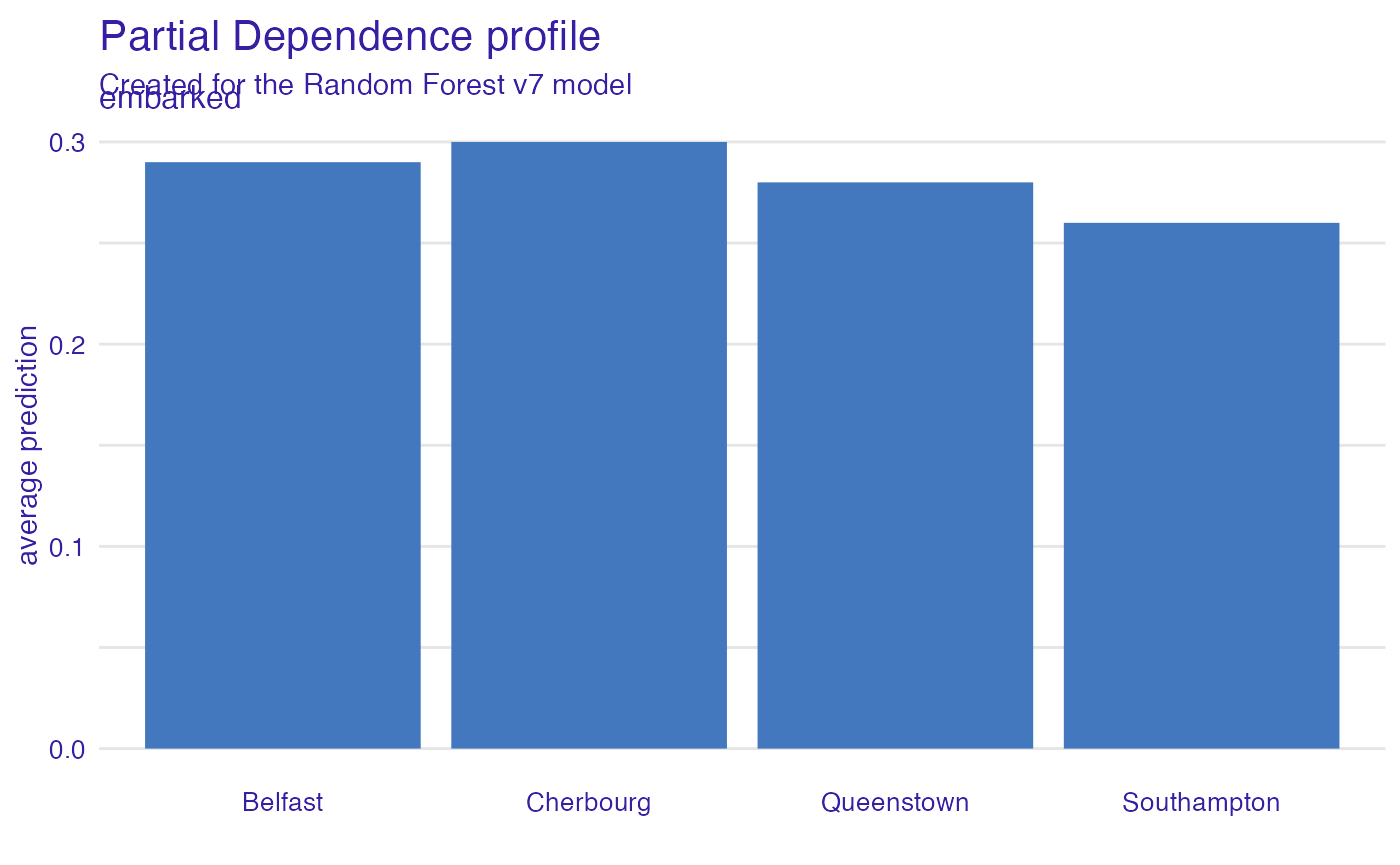 Partial Dependence profile
Created for the Random Forest v7 model
embarked
0.3
0.2
0.1
0.0
average prediction
Belfast Cherbourg Queenstown Southampton